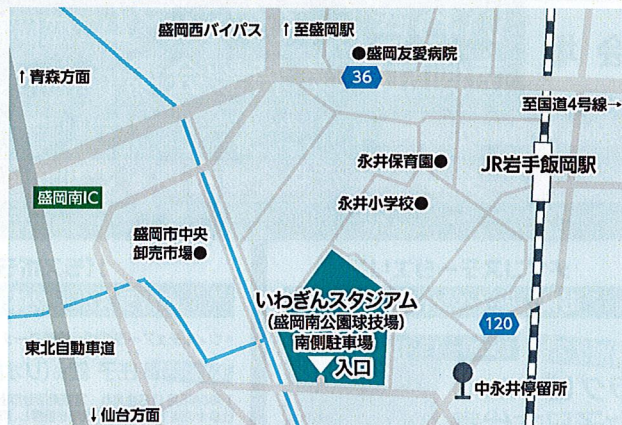 盛岡西バイパス
↑至盛岡駅
●盛岡友愛病院
36
↑青森方面
至国道4号線→
永井保育園●
JR岩手飯岡駅
盛岡南IC
永井小学校●
盛岡市中央
卸売市場●
いわぎんスタジアム
(盛岡南公園球技場)
南側駐車場
入口
120
東北自動車道
中永井停留所
↓仙台方面